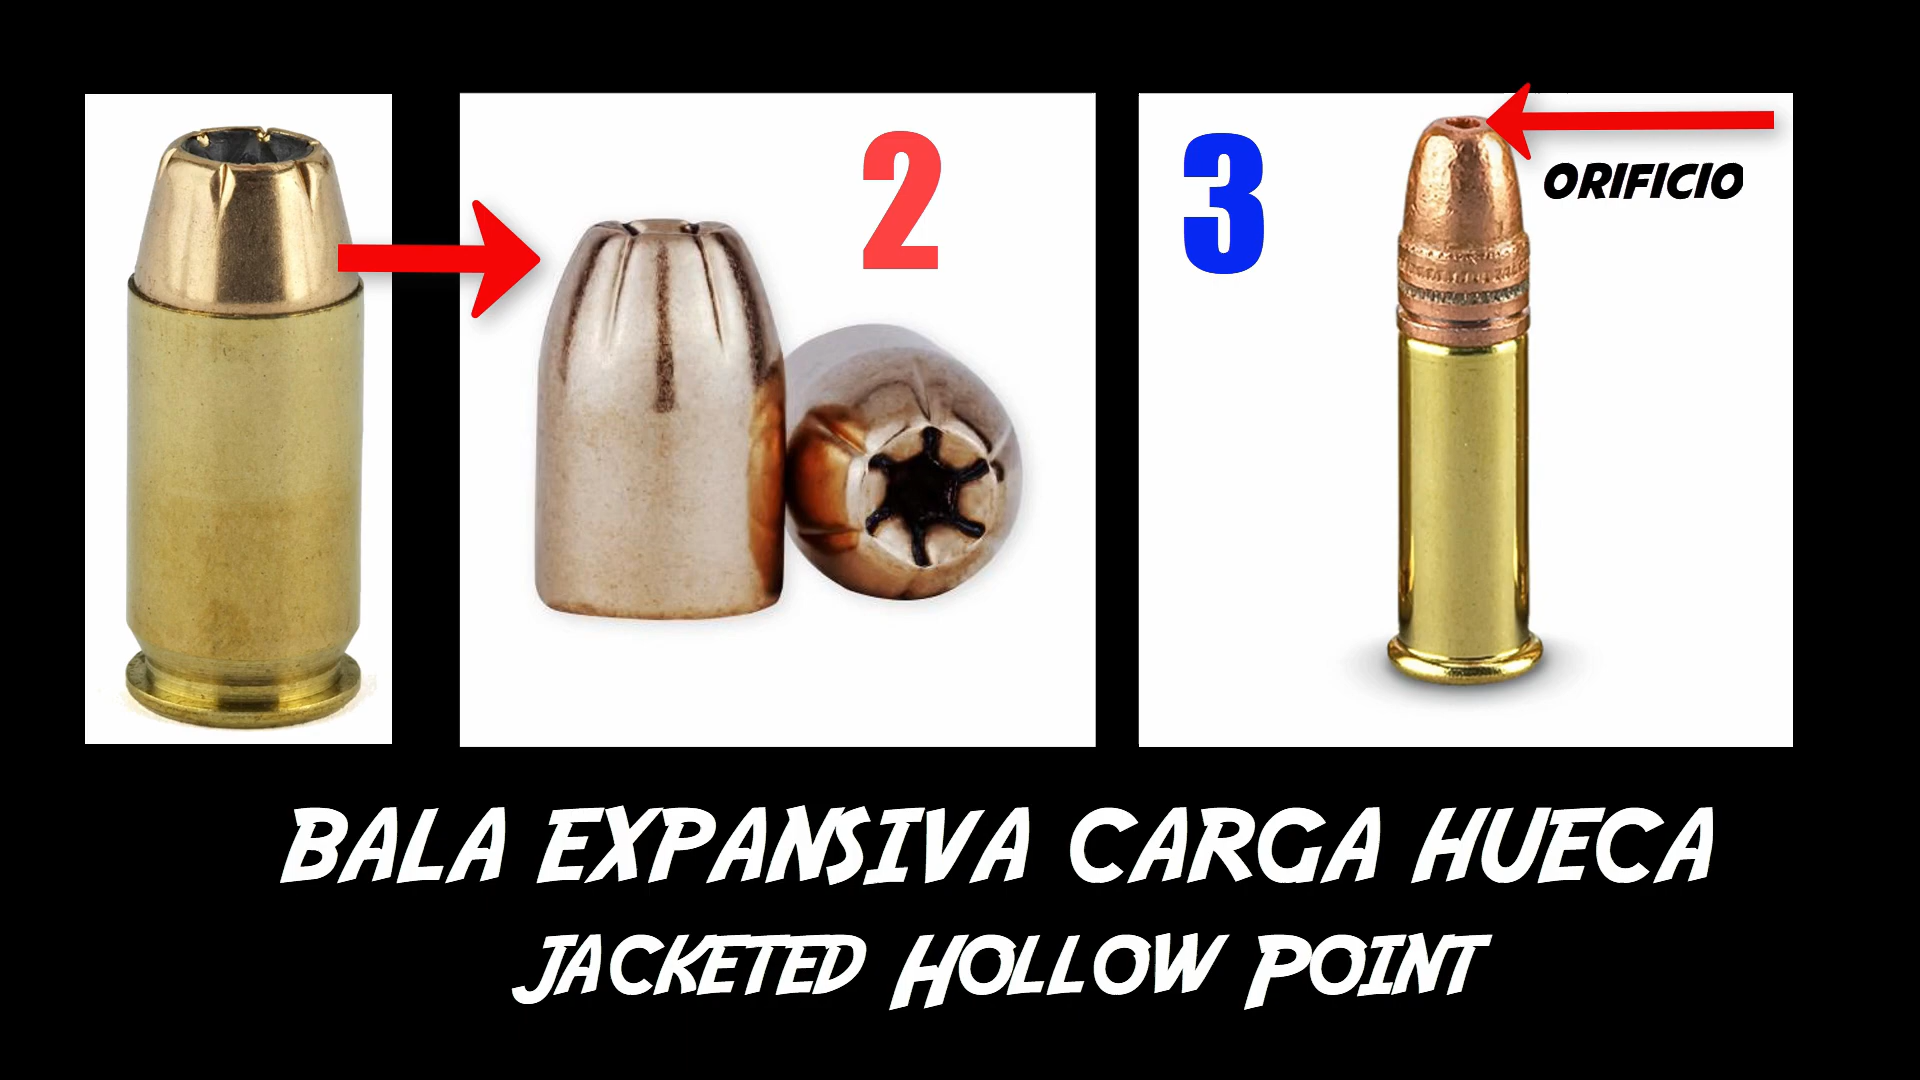 2
3
ORIFICIO
BALA EXPANSIVA CARGA HUECA
JACKETED HOLLOW POINT